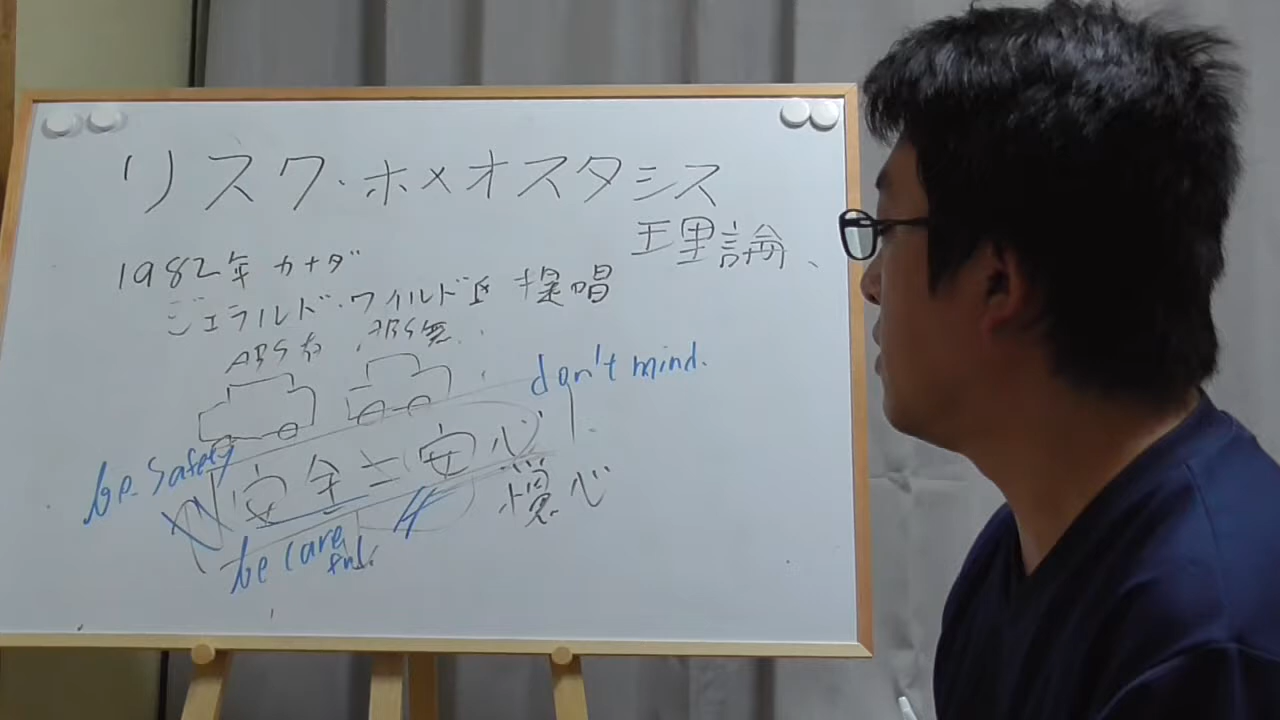 リスク・ホメオスタシス
理論、
1982年 カナダ
ジェラルド・ワイルド氏 提唱
ABS有 ABS無
don't mind.
be safety
安全＝安心
慢心
be careful.